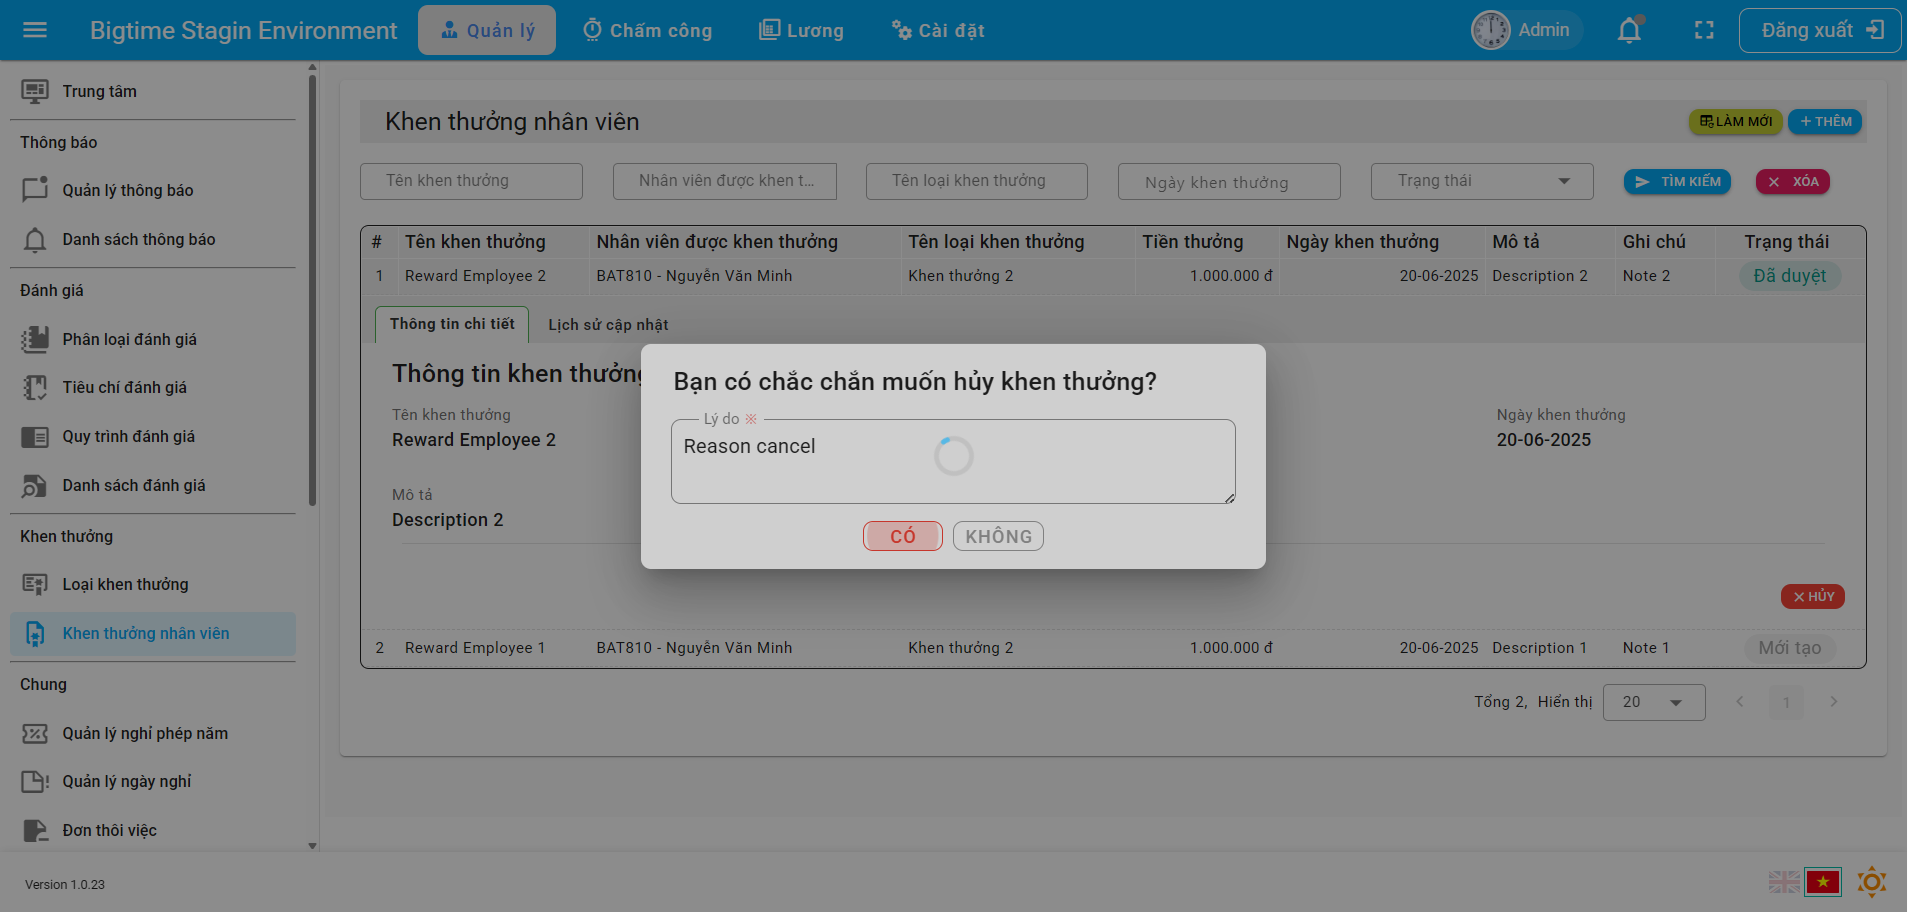 Bigtime Stagin Environment
Quản lý
Chấm công
Lương
Cài đặt
Admin
Đăng xuất
Trung tâm
Thông báo
Quản lý thông báo
Danh sách thông báo
Đánh giá
Phân loại đánh giá
Tiêu chí đánh giá
Quy trình đánh giá
Danh sách đánh giá
Khen thưởng
Loại khen thưởng
Khen thưởng nhân viên
Chung
Quản lý nghỉ phép năm
Quản lý ngày nghỉ
Đơn thôi việc
Khen thưởng nhân viên
LÀM MỚI
+ THÊM
Tên khen thưởng
Nhân viên được khen t...
Tên loại khen thưởng
Ngày khen thưởng
Trạng thái
TÌM KIẾM
XÓA
# Tên khen thưởng Nhân viên được khen thưởng Tên loại khen thưởng Tiền thưởng Ngày khen thưởng Mô tả Ghi chú Trạng thái
1 Reward Employee 2 BAT810 - Nguyễn Văn Minh Khen thưởng 2 1.000.000 đ 20-06-2025 Description 2 Note 2 Đã duyệt
Thông tin chi tiết
Lịch sử cập nhật
Thông tin khen thưởng
Tên khen thưởng
Reward Employee 2
Ngày khen thưởng
20-06-2025
Mô tả
Description 2
Bạn có chắc chắn muốn hủy khen thưởng?
Lý do ※
Reason cancel
CÓ
KHÔNG
HỦY
2 Reward Employee 1 BAT810 - Nguyễn Văn Minh Khen thưởng 2 1.000.000 đ 20-06-2025 Description 1 Note 1 Mới tạo
Tổng 2, Hiển thị 20
1
Version 1.0.23